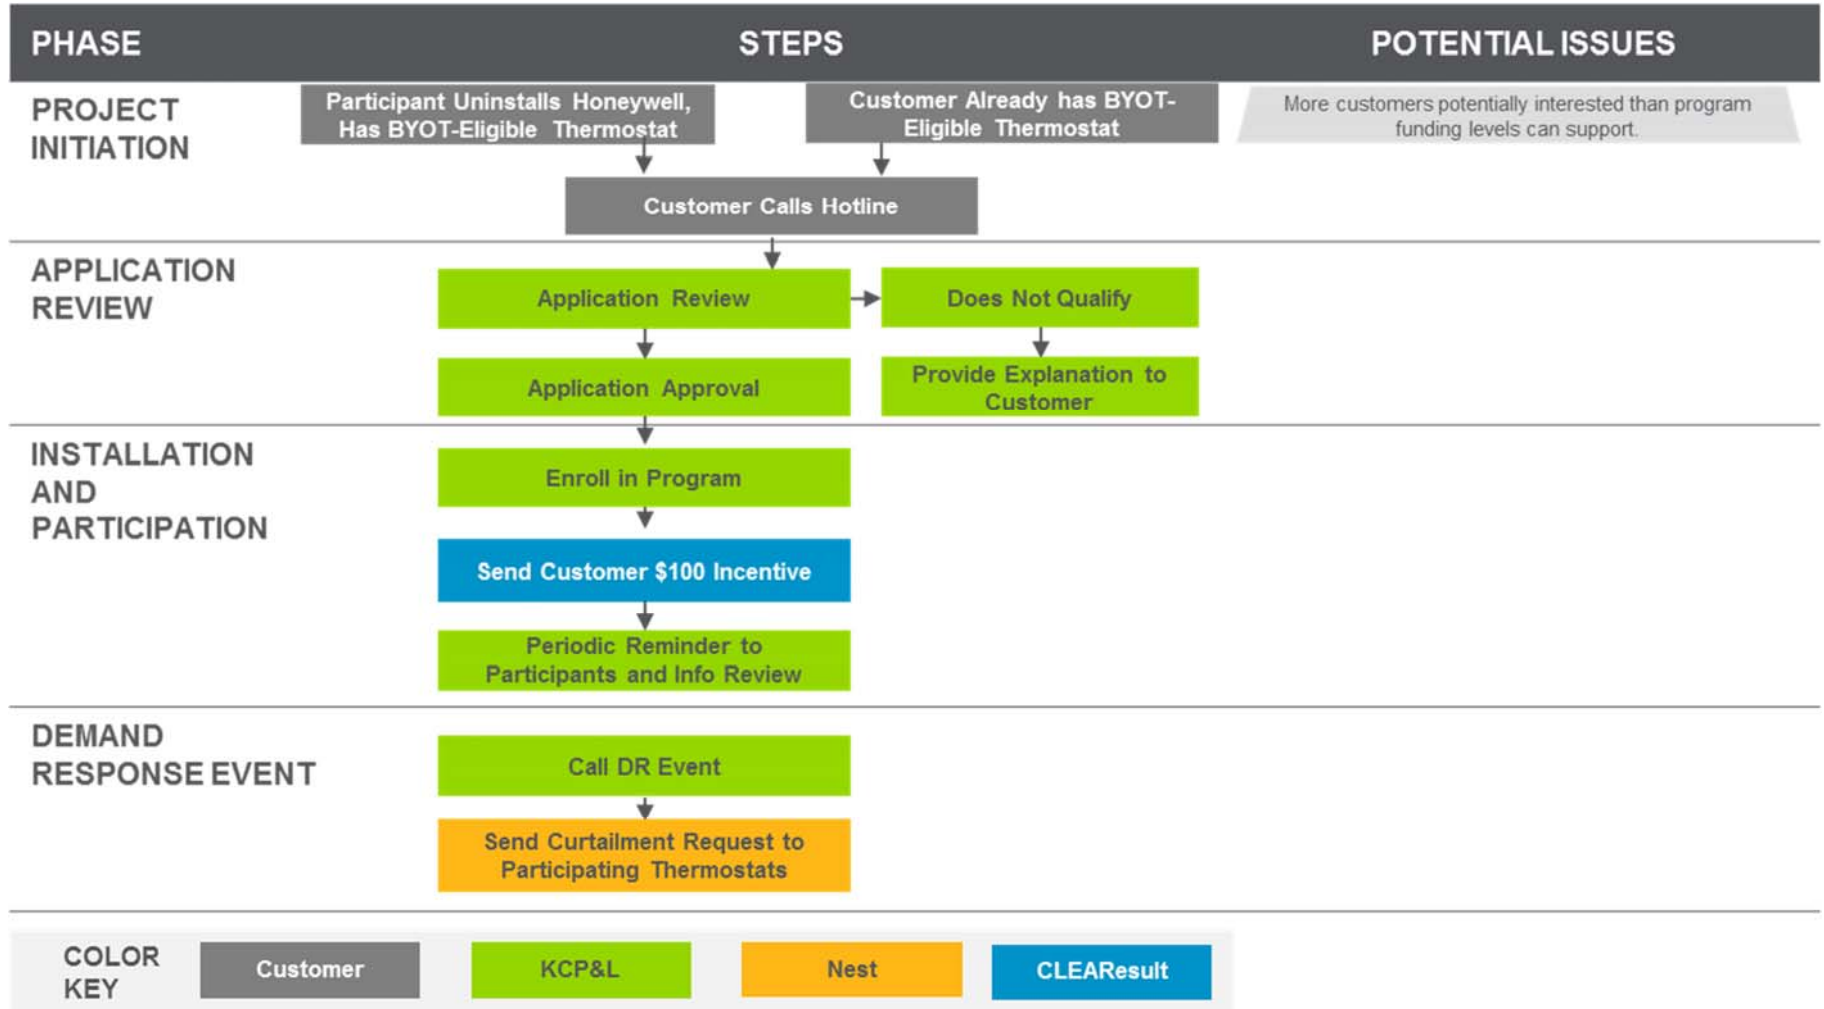 PHASE
STEPS
POTENTIAL ISSUES
PROJECT
INITIATION
Participant Uninstalls Honeywell,
Has BYOT-Eligible Thermostat
Customer Already has BYOT-
Eligible Thermostat
More customers potentially interested than program
funding levels can support.
Customer Calls Hotline
APPLICATION
REVIEW
Application Review
Does Not Qualify
Application Approval
Provide Explanation to
Customer
INSTALLATION
AND
PARTICIPATION
Enroll in Program
Send Customer $100 Incentive
Periodic Reminder to
Participants and Info Review
DEMAND
RESPONSE EVENT
Call DR Event
Send Curtailment Request to
Participating Thermostats
COLOR
KEY
Customer
KCP&L
Nest
CLEAResult